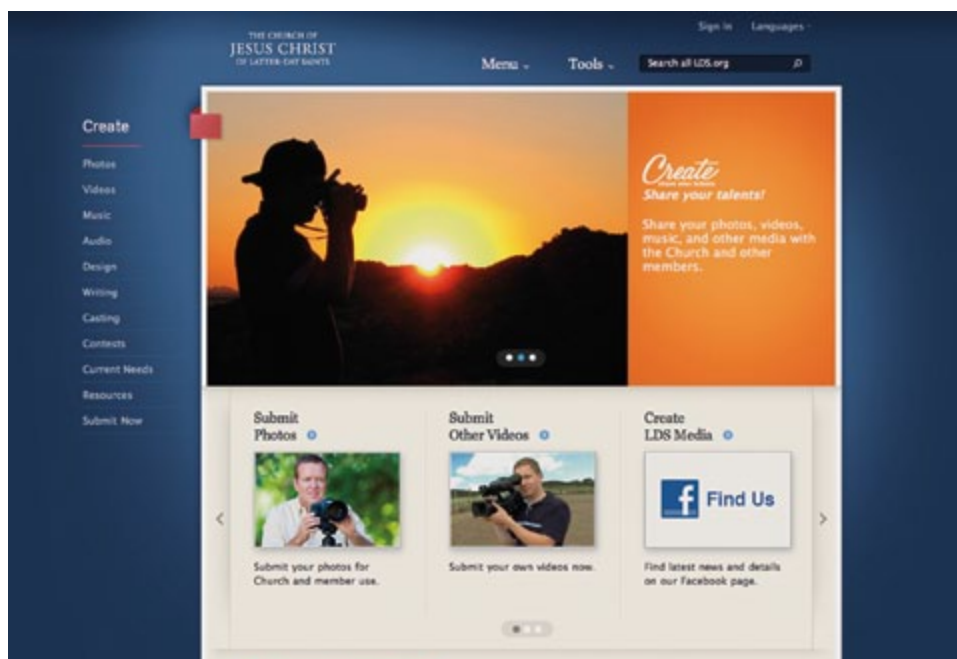 Sign In Languages
THE CHURCH OF
JESUS CHRIST
OF LATTER-DAY SAINTS
Menu Tools Search all LDS.org
Create
Photos
Videos
Music
Audio
Design
Writing
Casting
Contests
Current Needs
Resources
Submit Now
Create
share your talents
Share your talents!
Share your photos, videos,
music, and other media with
the Church and other
members.
Submit
Photos
Submit your photos for
Church and member use.
Submit
Other Videos
Submit your own videos now.
Create
LDS Media
f Find Us
Find latest news and details
on our Facebook page.